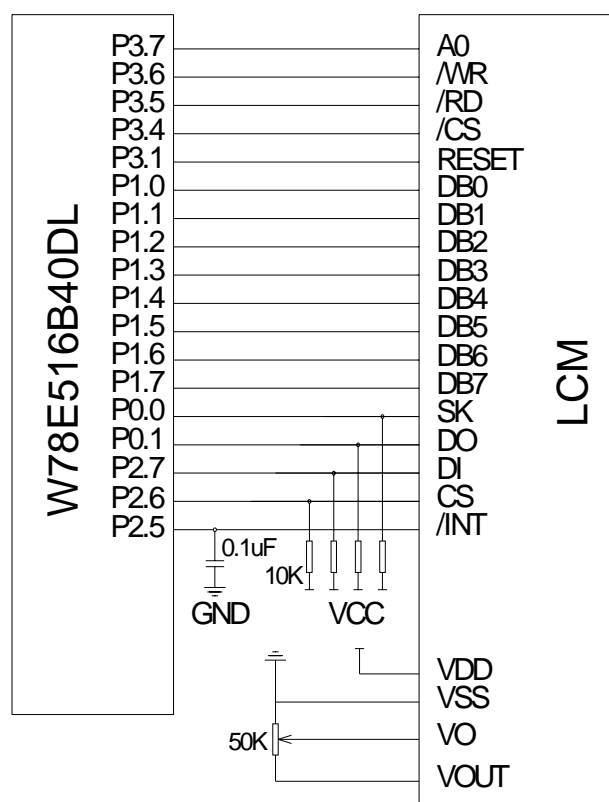 W78E516B40DL
P3.7
P3.6
P3.5
P3.4
P3.1
P1.0
P1.1
P1.2
P1.3
P1.4
P1.5
P1.6
P1.7
P0.0
P0.1
P2.7
P2.6
P2.5
0.1uF
GND
10K
VCC
50K
A0
/WR
/RD
/CS
RESET
DB0
DB1
DB2
DB3
DB4
DB5
DB6
DB7
SK
DO
DI
CS
/INT
VDD
VSS
VO
VOUT
LCM